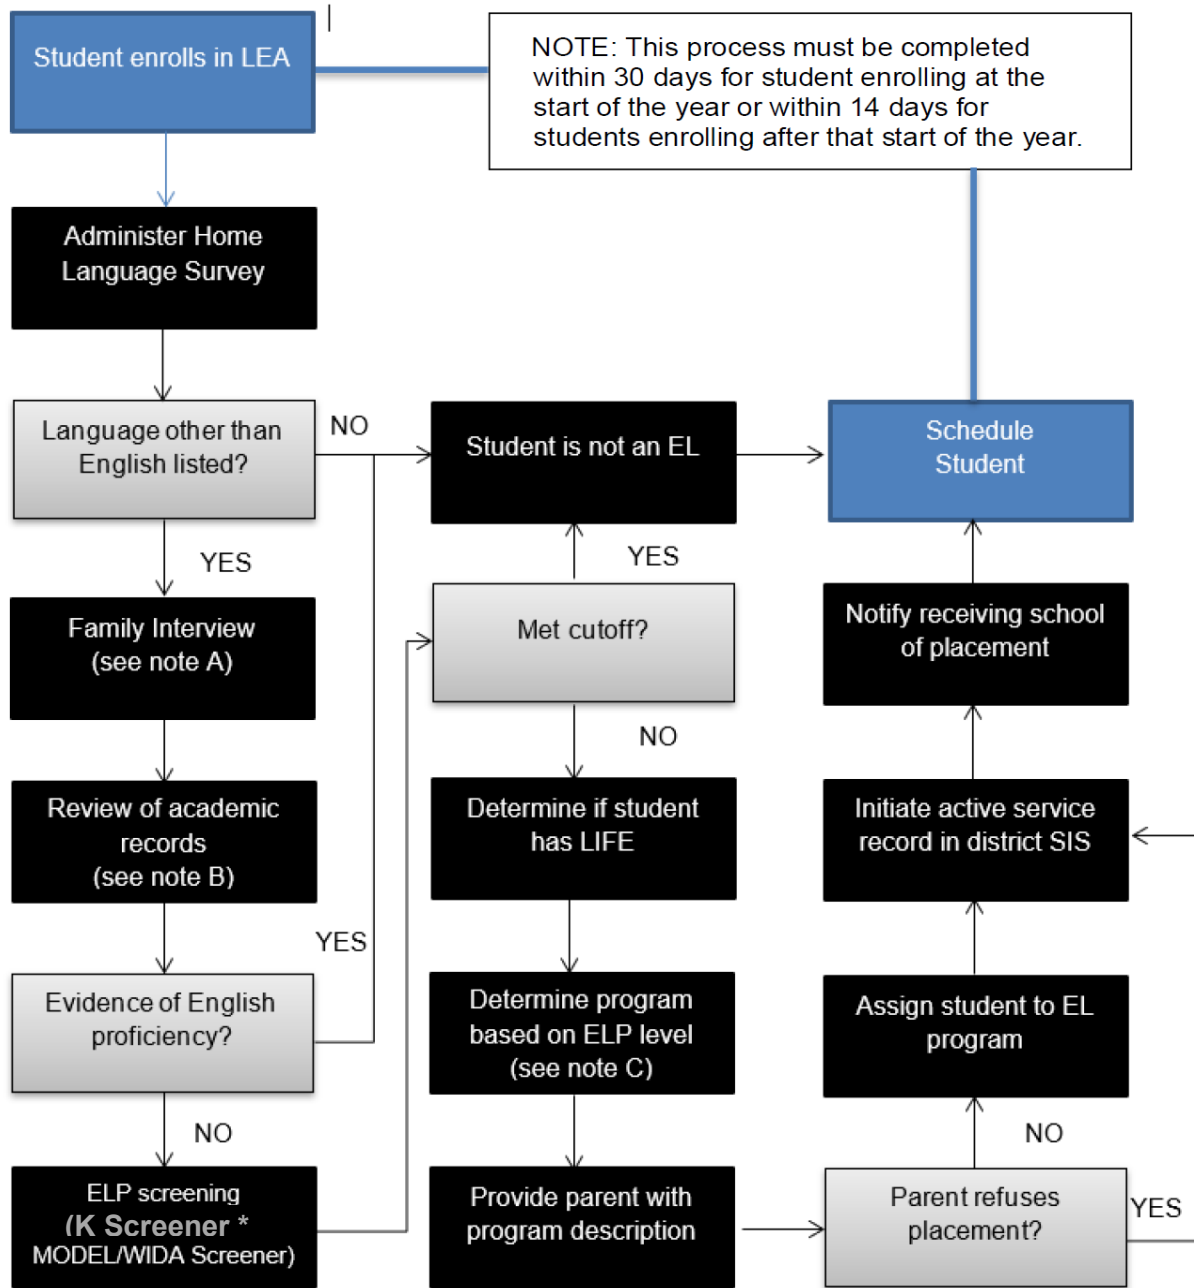 Student enrolls in LEA
NOTE: This process must be completed
within 30 days for student enrolling at the
start of the year or within 14 days for
students enrolling after that start of the year.
Administer Home
Language Survey
Language other than
English listed?
NO
Student is not an EL
Schedule
Student
YES
YES
Family Interview
(see note A)
Met cutoff?
Notify receiving school
of placement
NO
Review of academic
records
(see note B)
Determine if student
has LIFE
Initiate active service
record in district SIS
YES
Evidence of English
proficiency?
Determine program
based on ELP level
(see note C)
Assign student to EL
program
NO
NO
ELP screening
(K Screener *
MODEL/WIDA Screener)
Provide parent with
program description
Parent refuses
placement?
YES